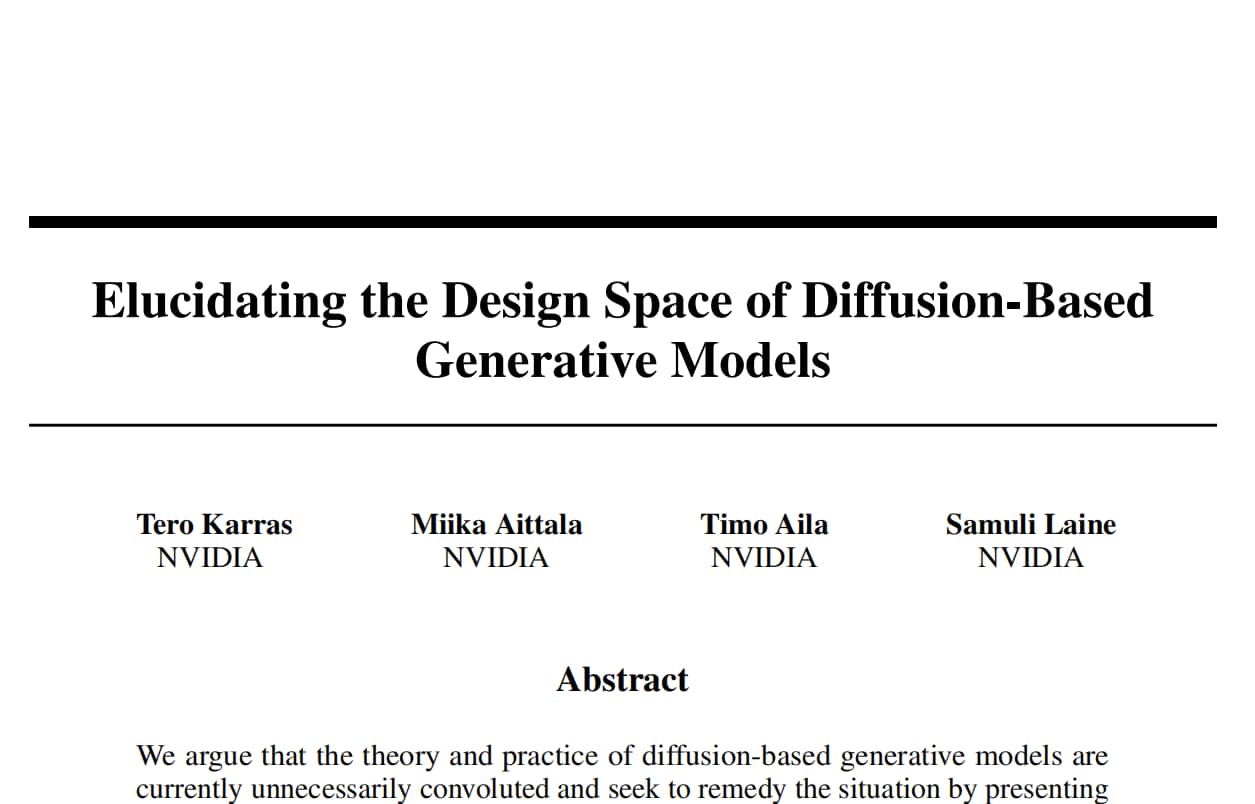 Elucidating the Design Space of Diffusion-Based
Generative Models
Tero Karras Miika Aittala Timo Aila Samuli Laine
NVIDIA NVIDIA NVIDIA NVIDIA
Abstract
We argue that the theory and practice of diffusion-based generative models are
currently unnecessarily convoluted and seek to remedy the situation by presenting